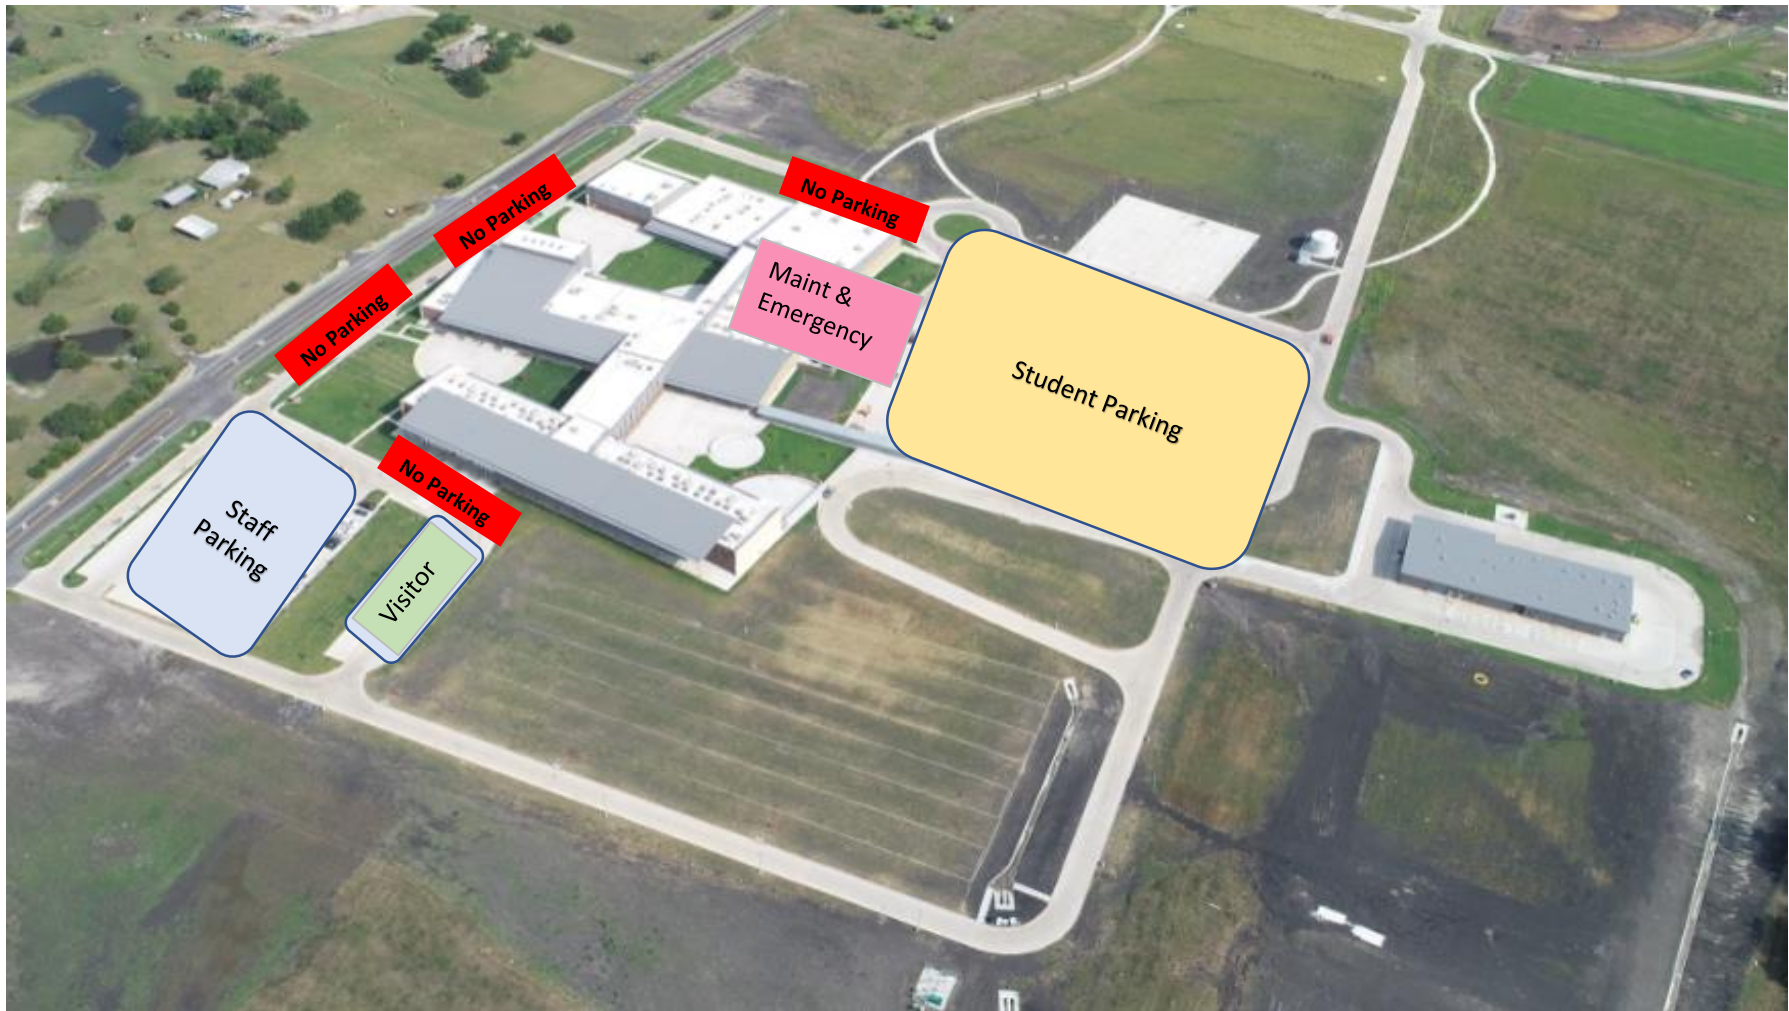 No Parking
No Parking
No Parking
Maint &
Emergency
Student Parking
No Parking
Staff
Parking
Visitor